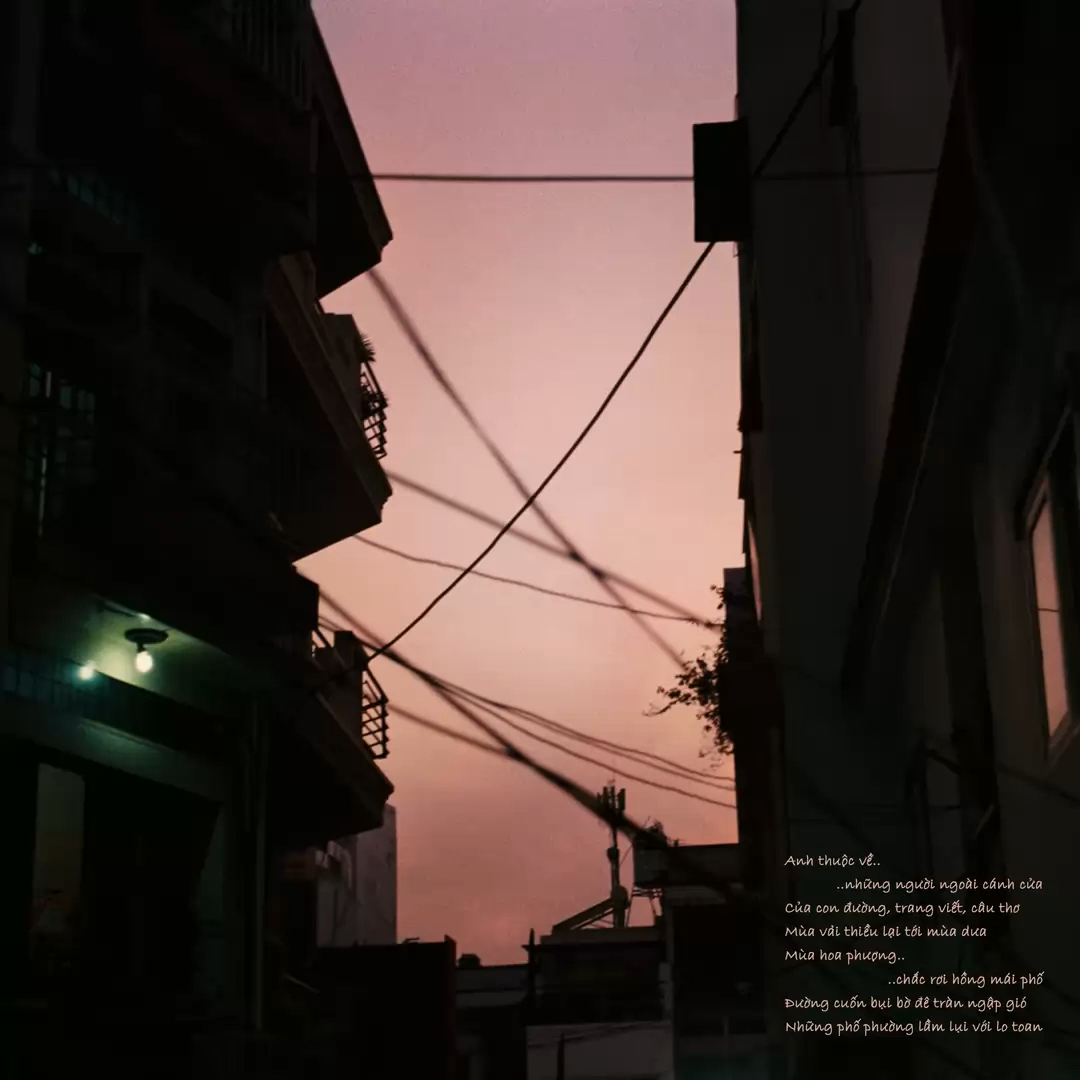 Anh thuộc về..
..những người ngoài cánh cửa
Của con đường, trang viết, câu thơ
Mùa vải thiều lại tới mùa dưa
Mùa hoa phượng..
..chắc rơi hồng mái phố
Đường cuốn bụi bờ đê tràn ngập gió
Những phố phường lầm lụi với lo toan